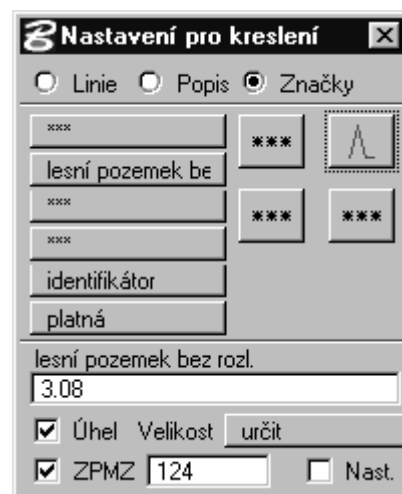 Nastavení pro kreslení
Linie Popis Značky
***
***
lesní pozemek be
***
***
***
***
identifikátor
platná
lesní pozemek bez rozl.
3.08
Úhel Velikost určit
ZPMZ 124 Nast.